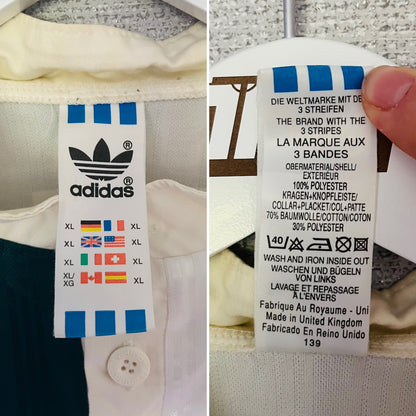 ®
adidas®
XL XL
XL XL
XL XL
XL/
XG XL
DIE WELTMARKE MIT DE
3 STREIFEN
THE BRAND WITH THE
3 STRIPES
LA MARQUE AUX
3 BANDES
OBERMATERIAL/SHELL/
EXTERIEUR
100% POLYESTER
KRAGEN+KNOPFLEISTE/
COLLAR+PLACKET/COL+PATTE
70% BAUMWOLLE/COTTON/COTON
30% POLYESTER
40
WASH AND IRON INSIDE OUT
WASCHEN UND BÜGELN
VON LINKS
LAVAGE ET REPASSAGE
À L'ENVERS
Fabrique Au Royaume - Uni
Made in United Kingdom
Fabricado En Reino Unido
139